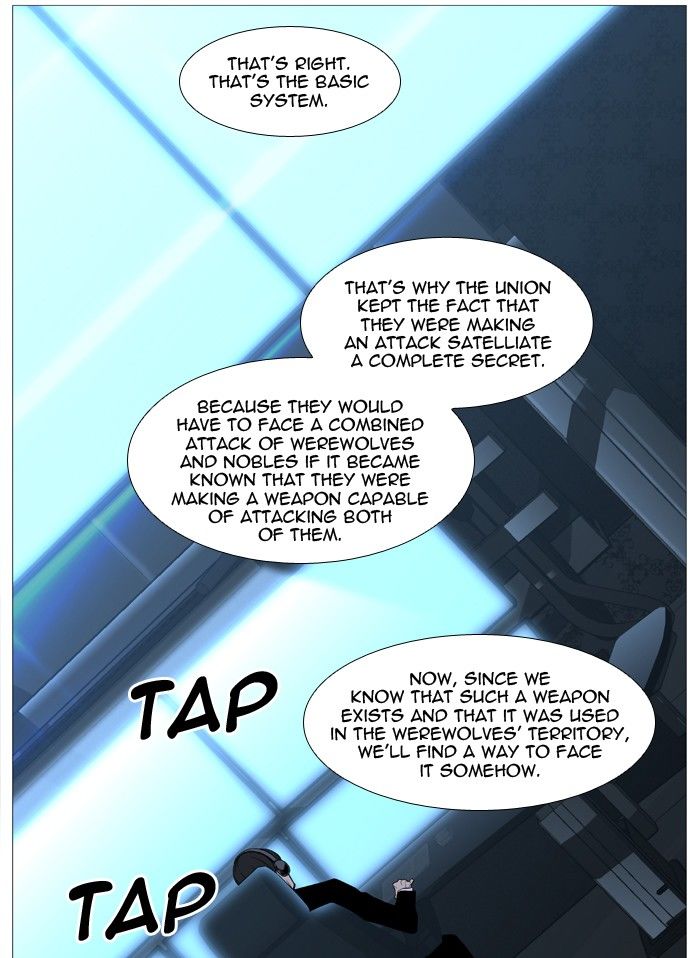 THAT'S RIGHT.
THAT'S THE BASIC
SYSTEM.
THAT'S WHY THE UNION
KEPT THE FACT THAT
THEY WERE MAKING
AN ATTACK SATELLIATE
A COMPLETE SECRET.
BECAUSE THEY WOULD
HAVE TO FACE A COMBINED
ATTACK OF WEREWOLVES
AND NOBLES IF IT BECAME
KNOWN THAT THEY WERE
MAKING A WEAPON CAPABLE
OF ATTACKING BOTH
OF THEM.
NOW, SINCE WE
KNOW THAT SUCH A WEAPON
EXISTS AND THAT IT WAS USED
IN THE WEREWOLVES' TERRITORY,
WE'LL FIND A WAY TO FACE
IT SOMEHOW.
TAP
TAP